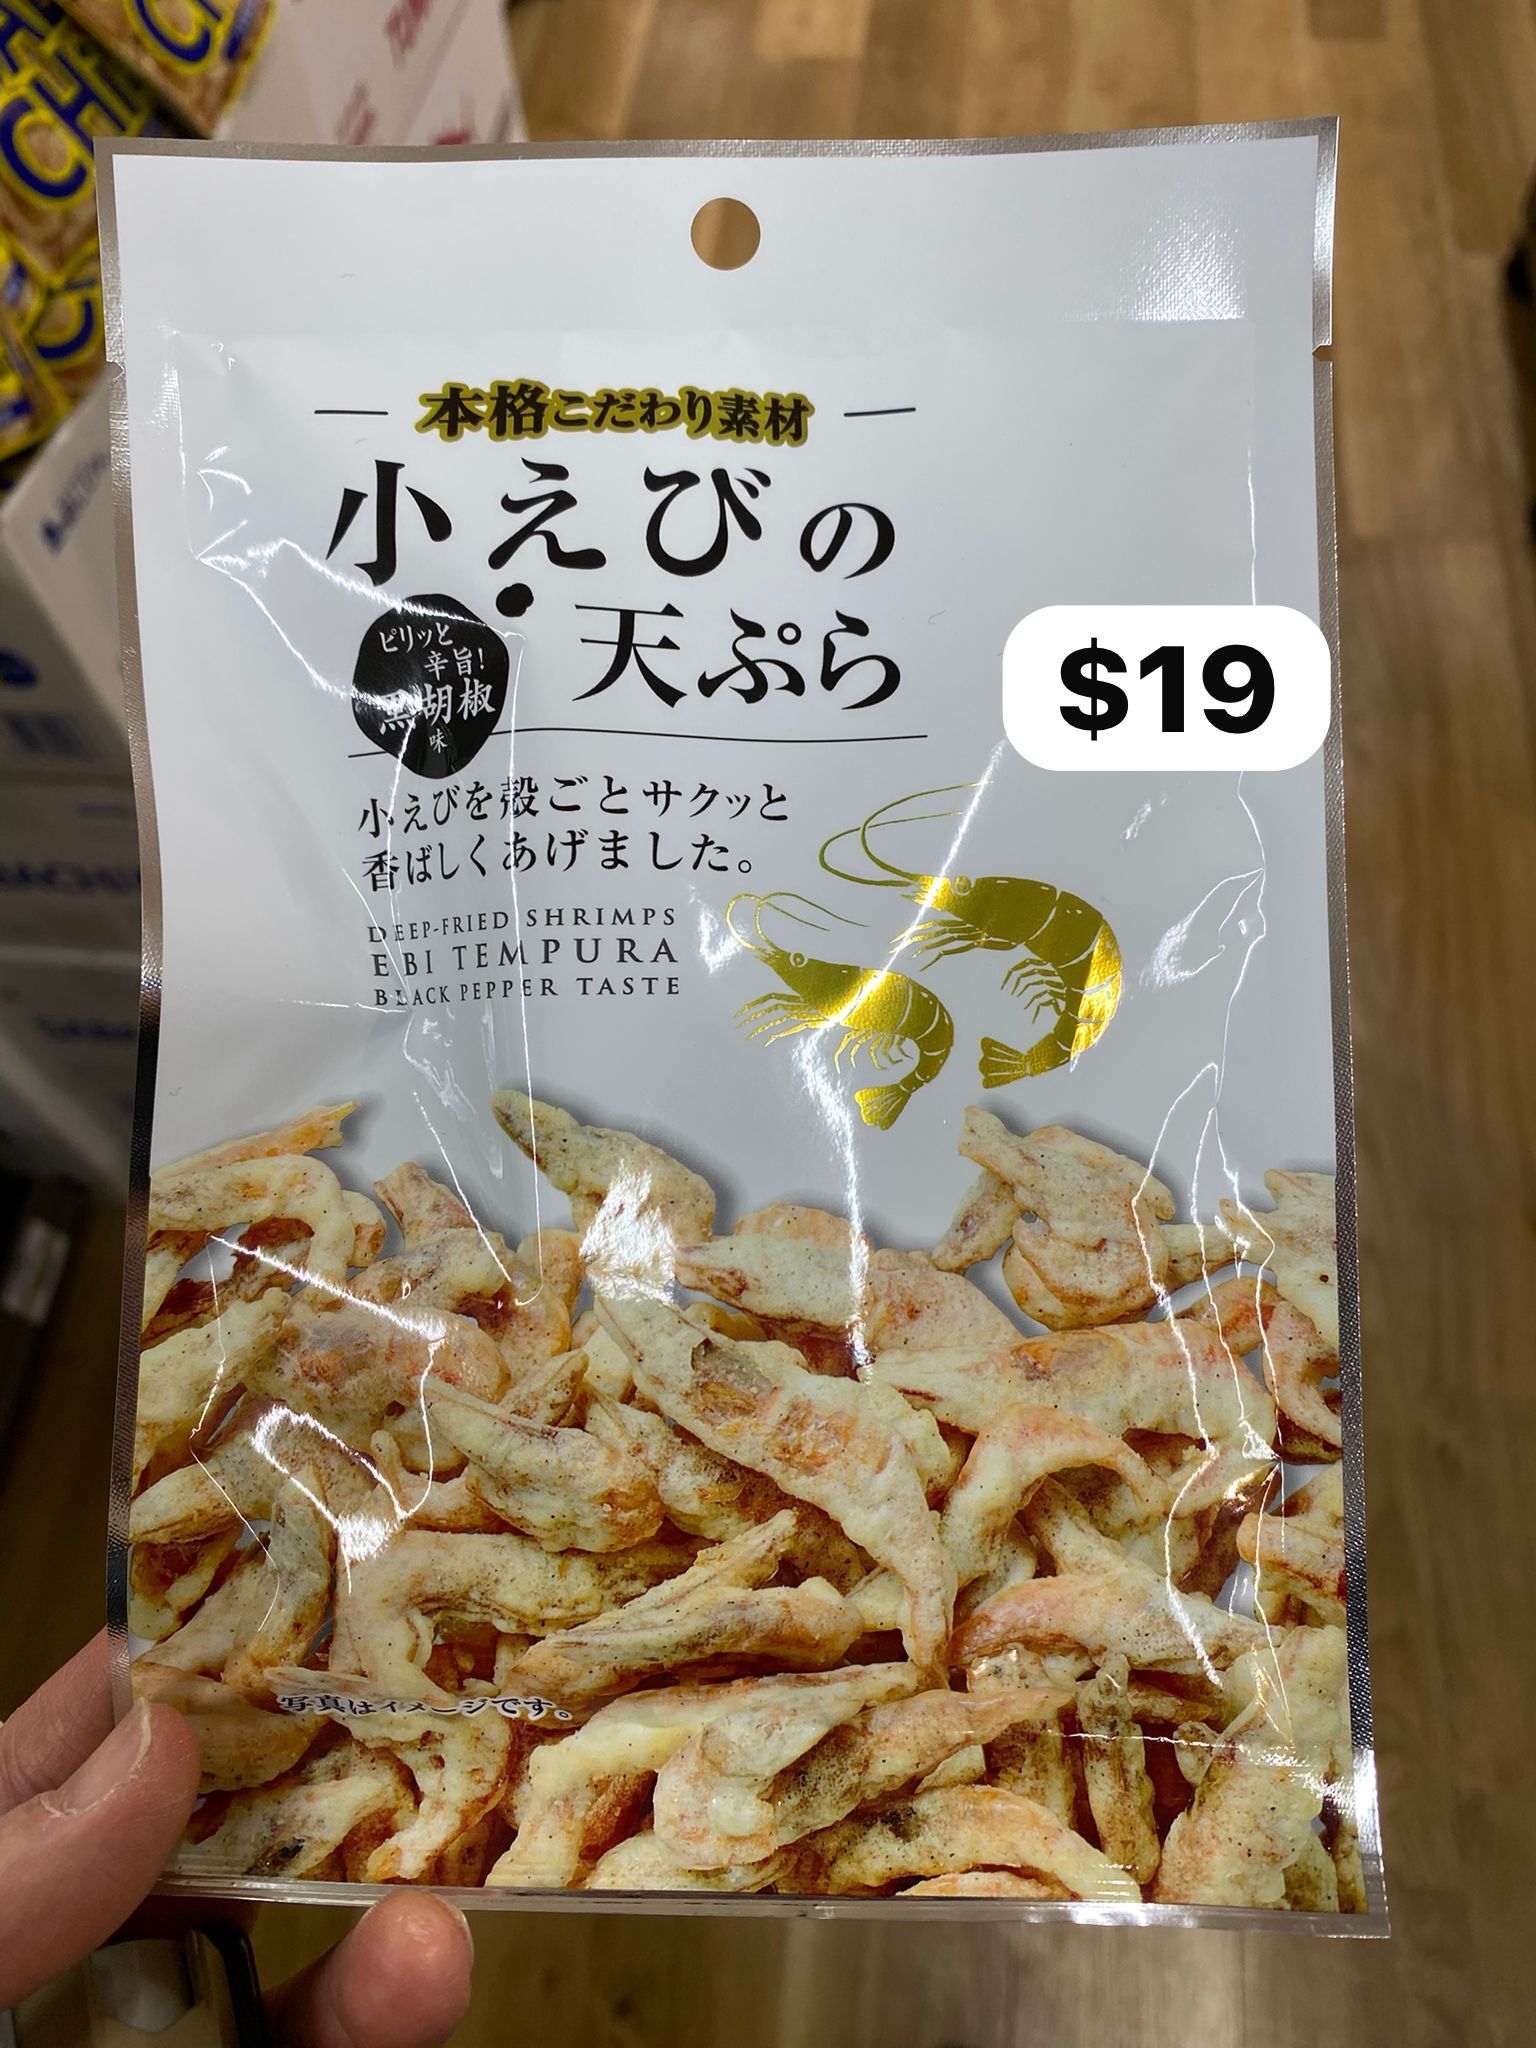 本格こだわり素材
小えびの
天ぷら
ピリッと
辛旨!
黒胡椒
味
$19
小えびを殻ごとサクッと
香ばしくあげました。
DEEP-FRIED SHRIMPS
EBI TEMPURA
BLACK PEPPER TASTE
写真はイメージです。